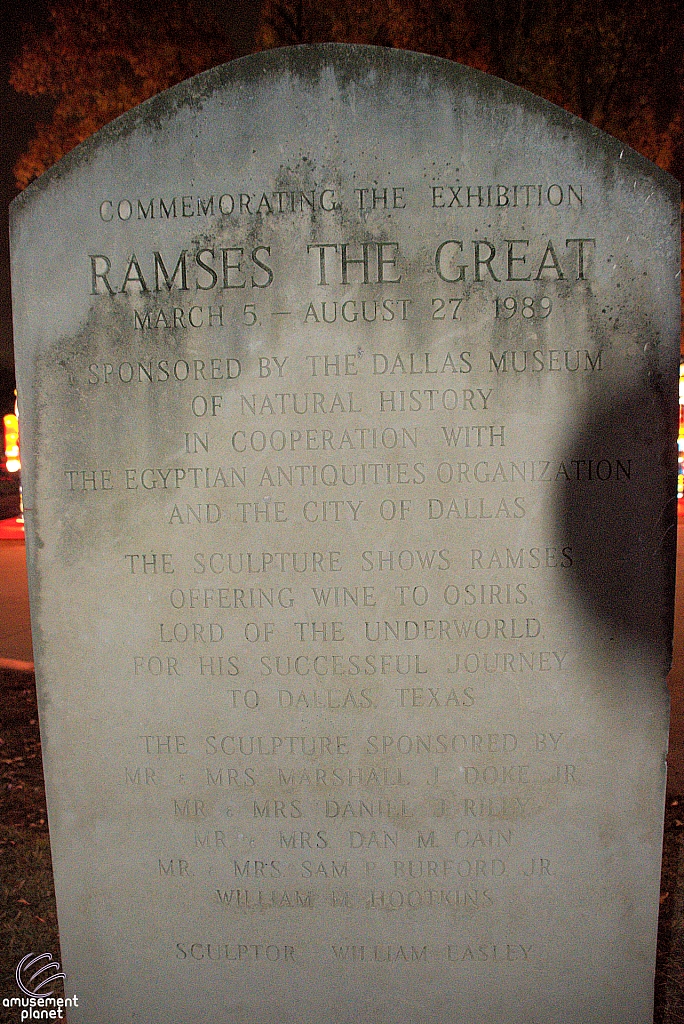 COMMEMORATING THE EXHIBITION
RAMSES THE GREAT
MARCH 5, – AUGUST 27 1989
SPONSORED BY THE DALLAS MUSEUM
OF NATURAL HISTORY
IN COOPERATION WITH
THE EGYPTIAN ANTIQUITIES ORGANIZATION
AND THE CITY OF DALLAS
THE SCULPTURE SHOWS RAMSES
OFFERING WINE TO OSIRIS,
LORD OF THE UNDERWORLD,
FOR HIS SUCCESSFUL JOURNEY
TO DALLAS, TEXAS
THE SCULPTURE SPONSORED BY
MR. & MRS. MARSHALL J. DOKE, JR.
MR. & MRS. J.
MR. & MRS. DAN M. CAIN
MR. & MRS. SAM P. BURFORD, JR.
WILLIAM HOOTKINS
SCULPTOR WILLIAM EASLEY
amusement
planet